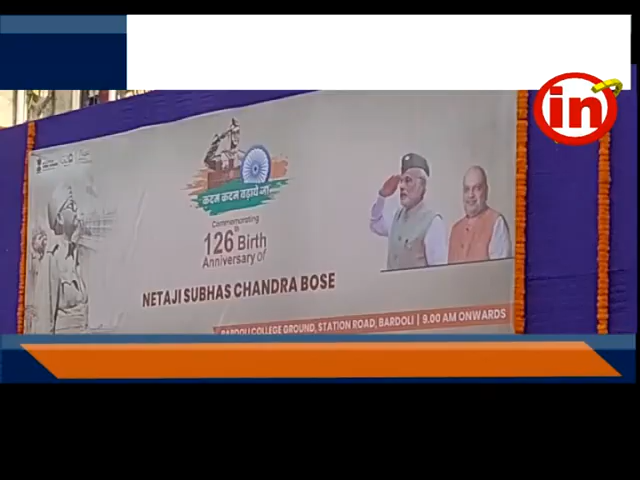 in
कदम कदम बढ़ाये जा
Commemorating
126th Birth
Anniversary of
NETAJI SUBHAS CHANDRA BOSE
BARDOLI COLLEGE GROUND, STATION ROAD, BARDOLI | 9.00 AM ONWARDS